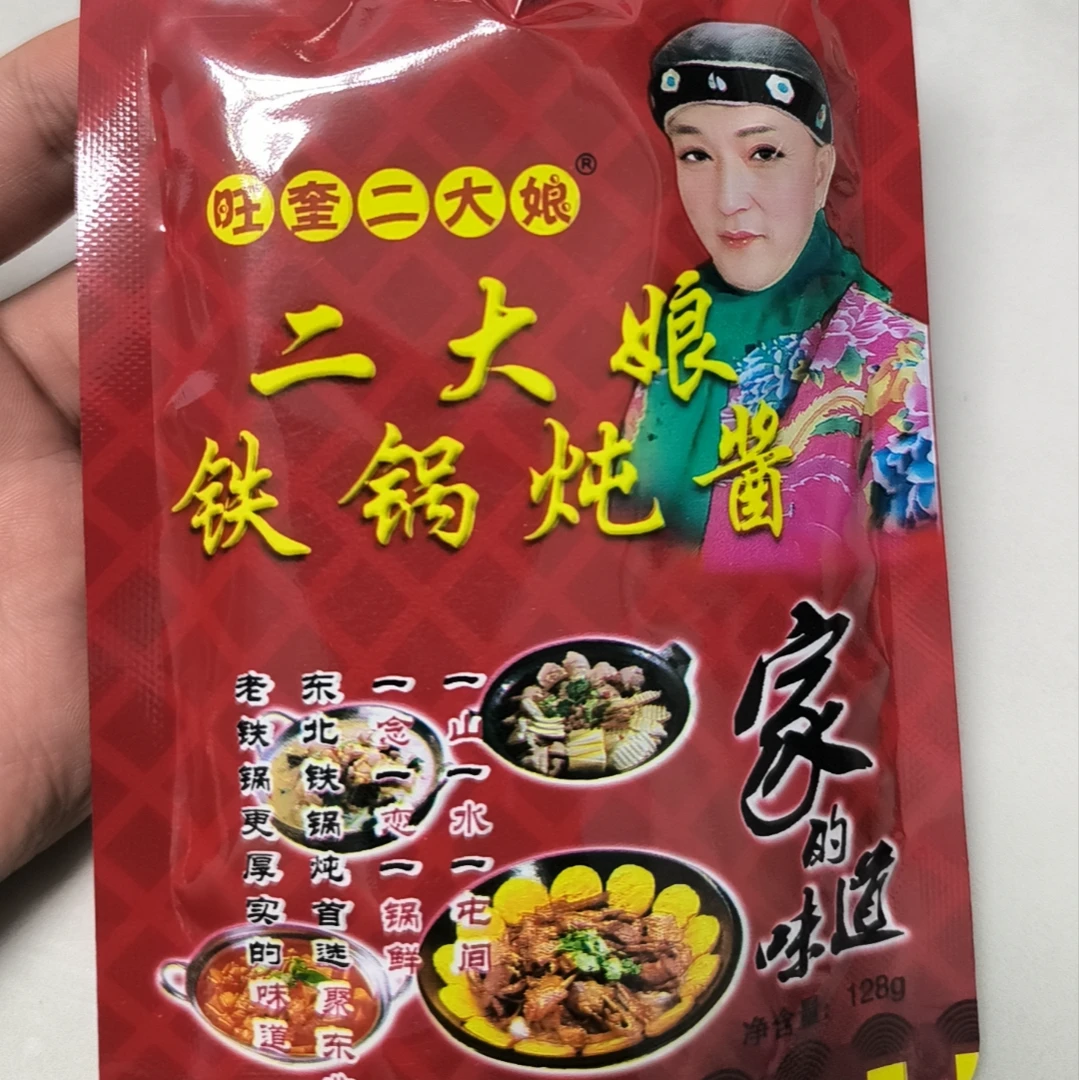 旺奎二大娘®
二大娘
铁锅炖酱
一山一水一屯间
一念一恋一锅鲜
东北铁锅炖首选聚东
老铁锅更厚实的味道
家的味道
净含量：128g